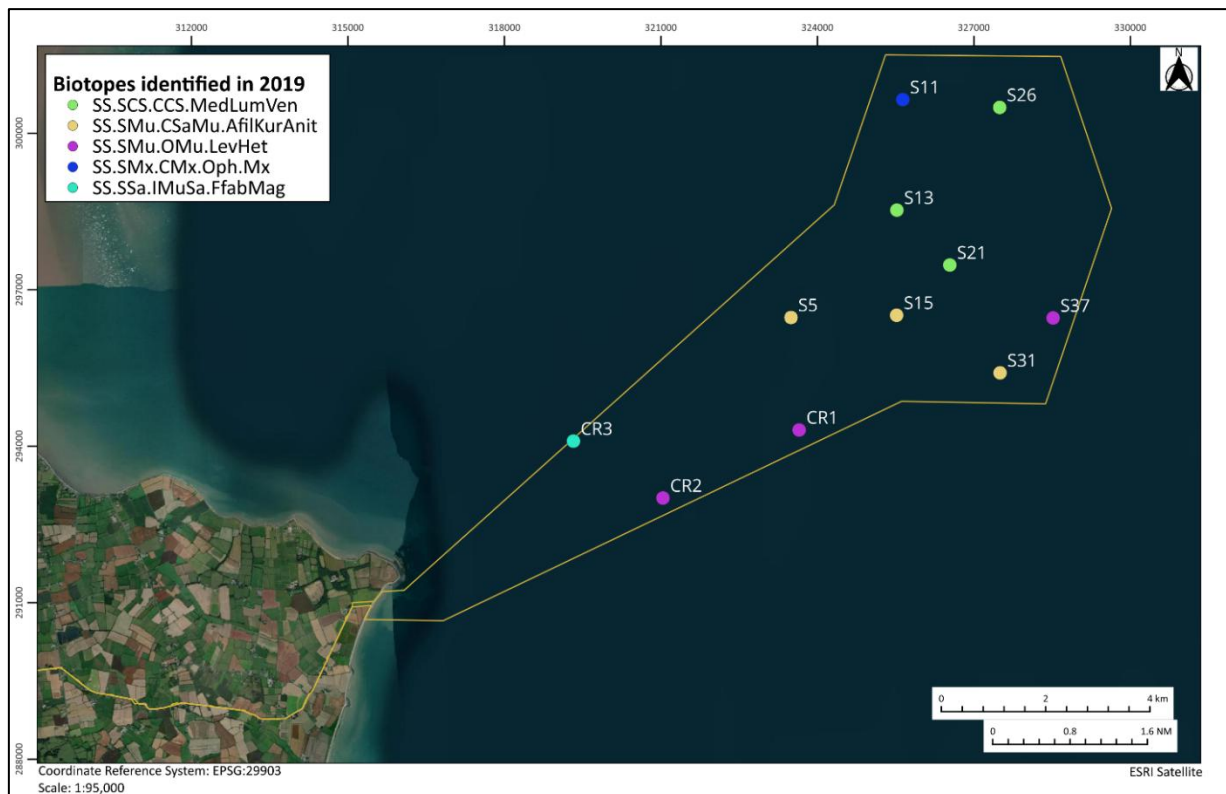 312000 315000 318000 321000 324000 327000 330000
Biotopes identified in 2019
SS.SCS.CCS.MedLumVen
SS.SMu.CSaMu.AfilKurAnit
SS.SMu.OMu.LevHet
SS.SMx.CMx.Oph.Mx
SS.SSa.IMuSa.FfabMag
N
S11
S26
300000
S13
S21
297000
S5
S15
S37
S31
CR1
294000
CR3
CR2
291000
0 2 4 km
0 0.8 1.6 NM
288000
Coordinate Reference System: EPSG:29903
ESRI Satellite
Scale: 1:95,000